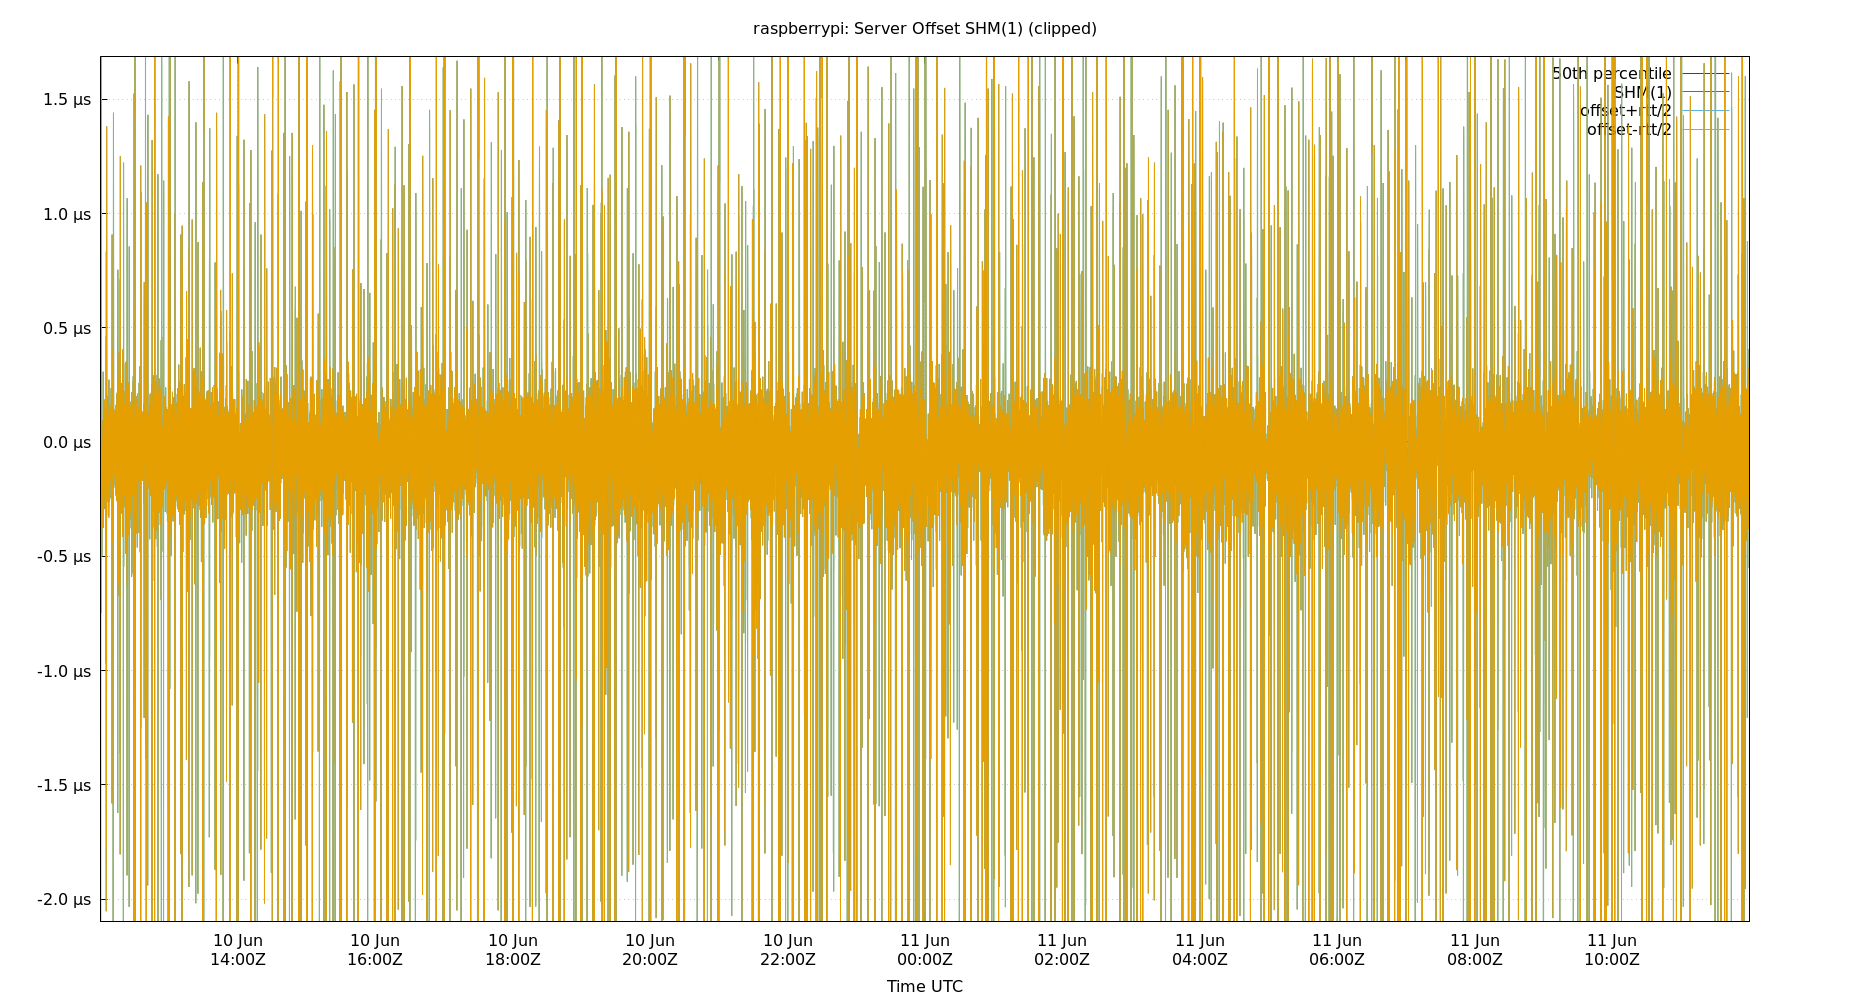 raspberrypi: Server Offset SHM(1) (clipped)
50th percentile
SHM(1)
offset+rtt/2
offset-rtt/2
1.5 µs
1.0 µs
0.5 µs
0.0 µs
-0.5 µs
-1.0 µs
-1.5 µs
-2.0 µs
10 Jun 10 Jun 10 Jun 10 Jun 10 Jun 11 Jun 11 Jun 11 Jun 11 Jun 11 Jun 11 Jun
14:00Z 16:00Z 18:00Z 20:00Z 22:00Z 00:00Z 02:00Z 04:00Z 06:00Z 08:00Z 10:00Z
Time UTC